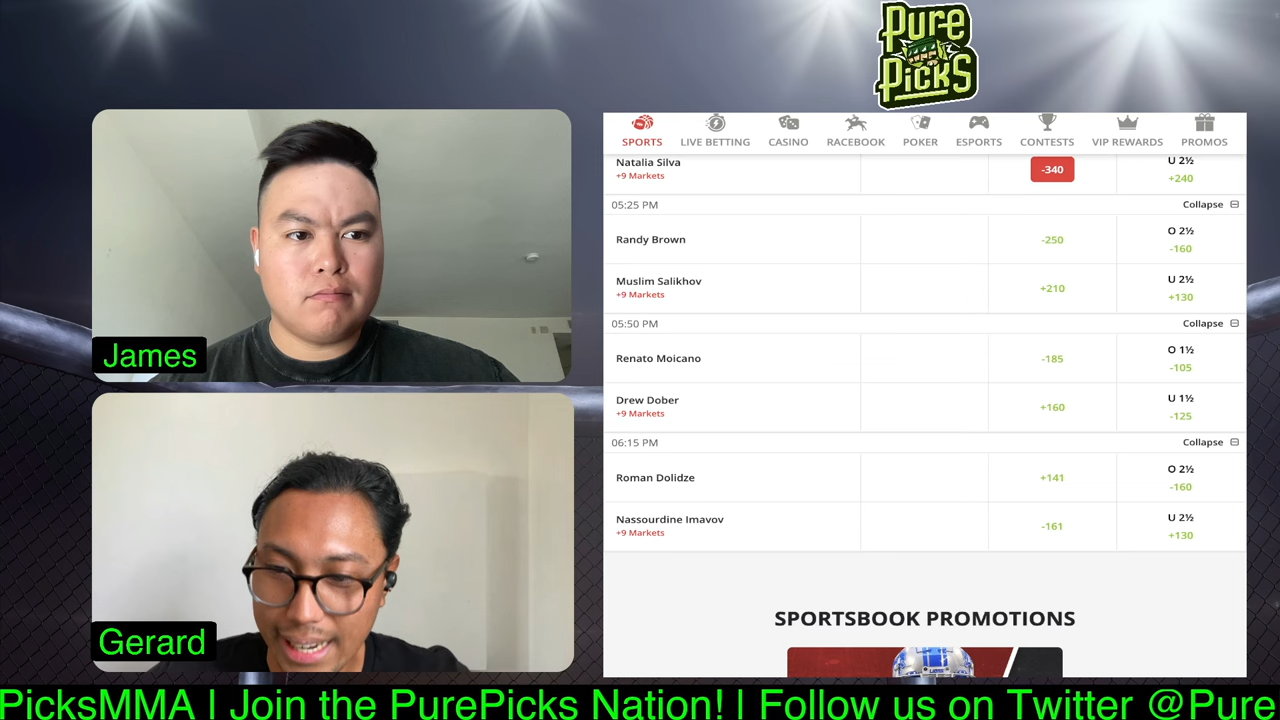 Pure
Picks
SPORTS
LIVE BETTING
CASINO
RACEBOOK
POKER
ESPORTS
CONTESTS
VIP REWARDS
PROMOS
Natalia Silva
+9 Markets
-340
U 2½
+240
05:25 PM
Collapse
Randy Brown
-250
O 2½
-160
Muslim Salikhov
+9 Markets
+210
U 2½
+130
05:50 PM
Collapse
Renato Moicano
-185
O 1½
-105
Drew Dober
+9 Markets
+160
U 1½
-125
06:15 PM
Collapse
Roman Dolidze
+141
O 2½
-160
Nassourdine Imavov
+9 Markets
-161
U 2½
+130
SPORTSBOOK PROMOTIONS
James
Gerard
PicksMMA | Join the PurePicks Nation! | Follow us on Twitter @Pure